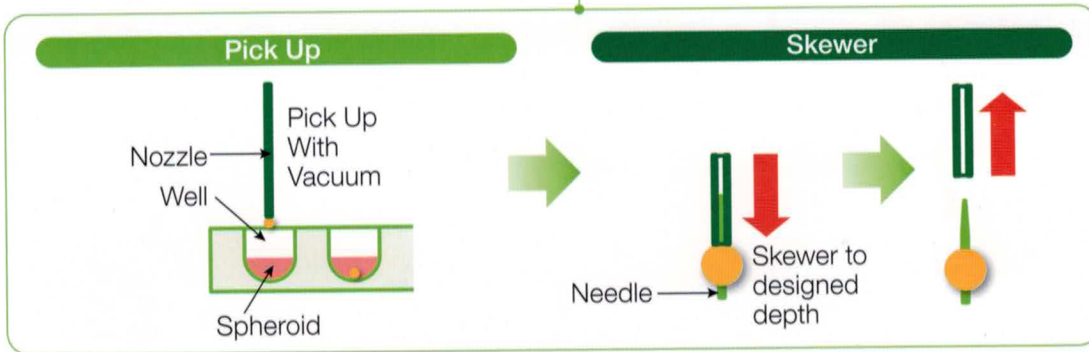 Pick Up
Nozzle
Pick Up
With
Vacuum
Well
Spheroid
Skewer
Needle
Skewer to
designed
depth